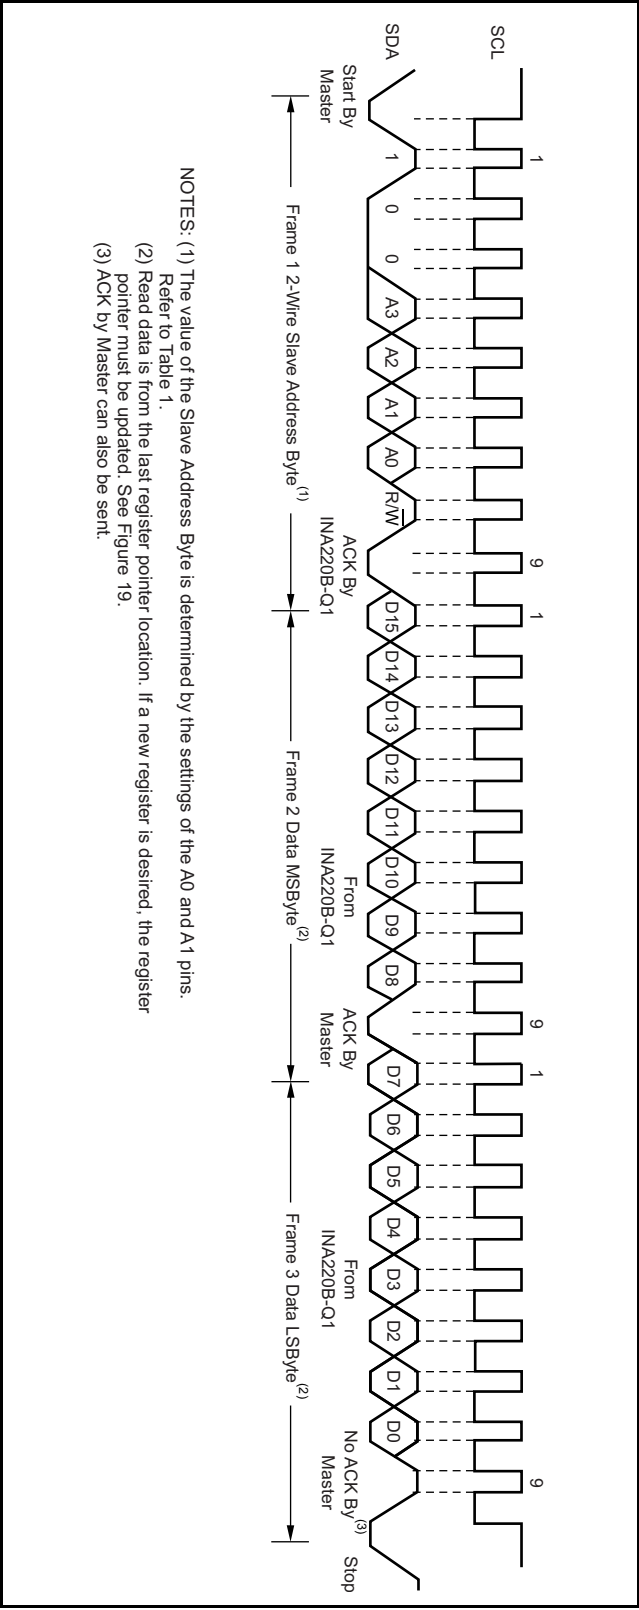 1 9 1 9 1 9
SCL
SDA 1 0 0 A3 A2 A1 A0 R/W D15 D14 D13 D12 D11 D10 D9 D8 D7 D6 D5 D4 D3 D2 D1 D0
Start By
Master
ACK By
INA220B-Q1
From
INA220B-Q1
ACK By
Master
From
INA220B-Q1
No ACK By(3)
Master
Stop
Frame 1 2-Wire Slave Address Byte(1)
Frame 2 Data MSByte(2)
Frame 3 Data LSByte(2)
NOTES: (1) The value of the Slave Address Byte is determined by the settings of the A0 and A1 pins.
Refer to Table 1.
(2) Read data is from the last register pointer location. If a new register is desired, the register
pointer must be updated. See Figure 19.
(3) ACK by Master can also be sent.